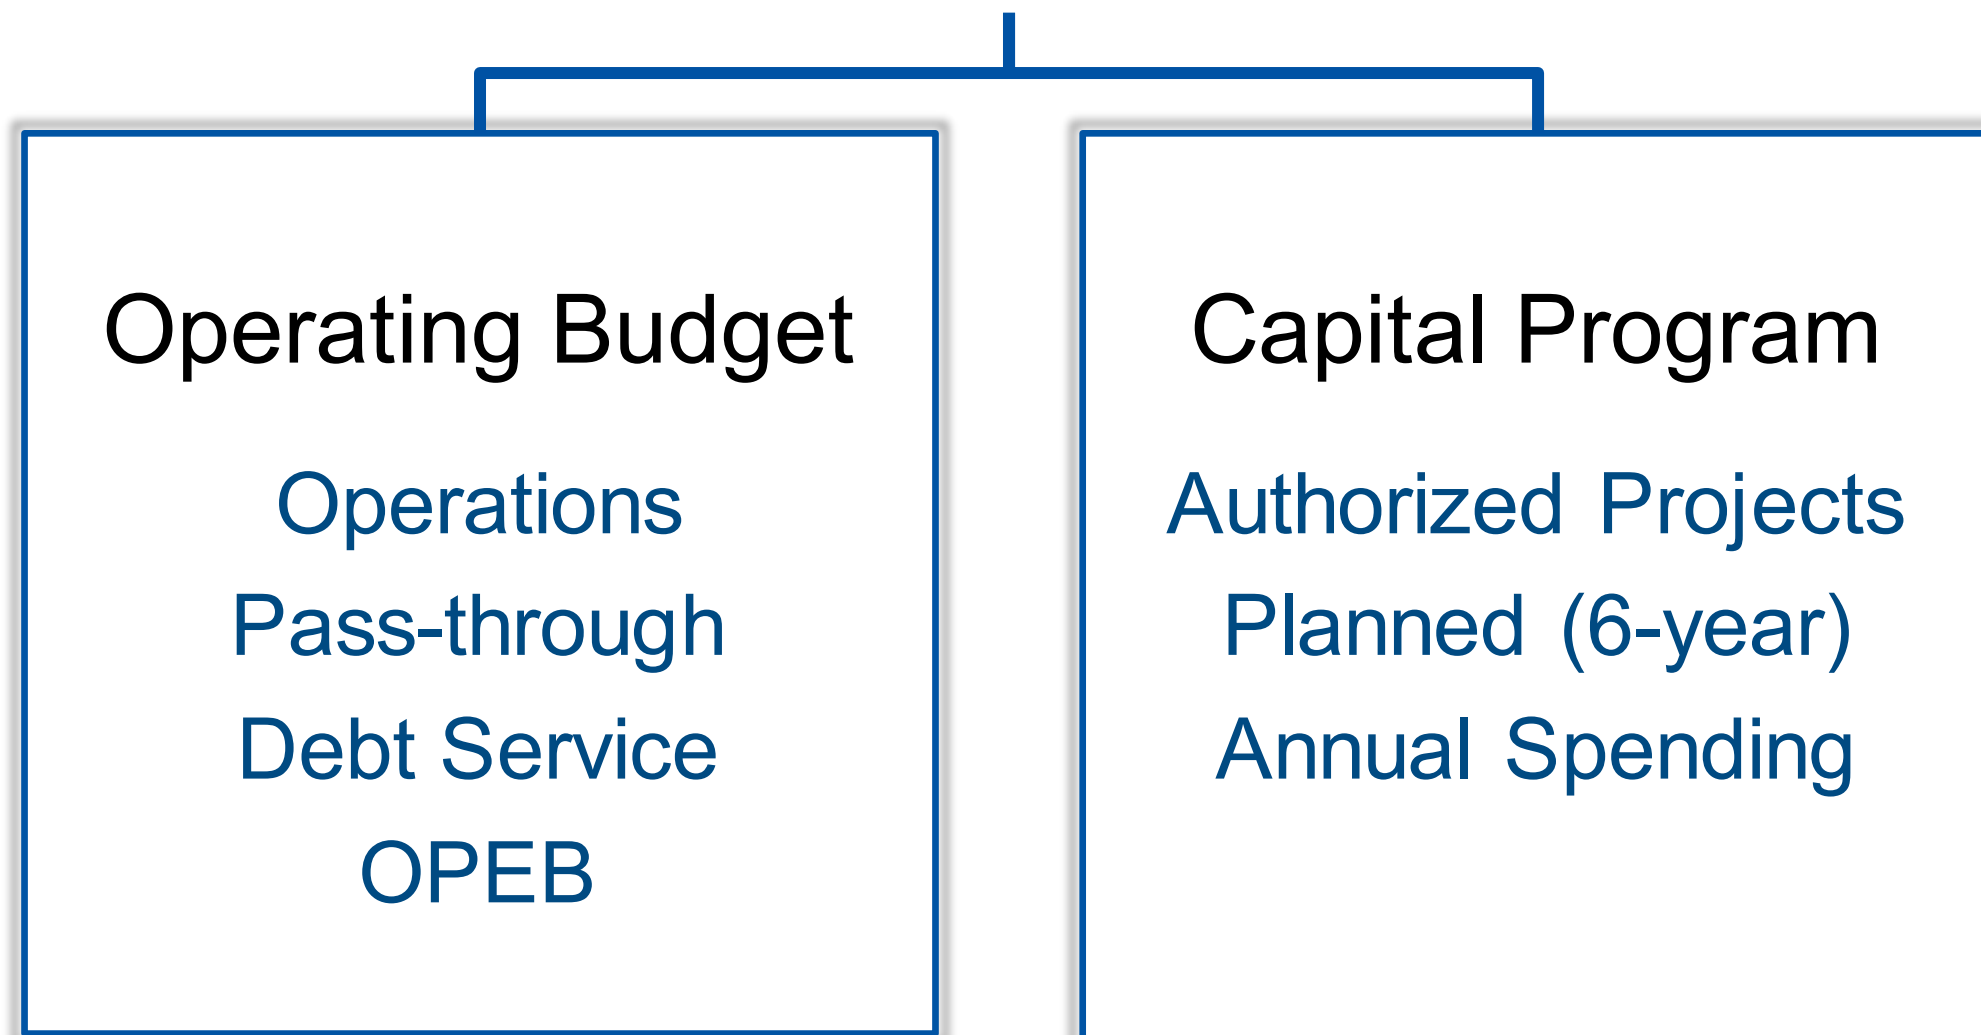 Operating Budget
Operations
Pass-through
Debt Service
OPEB
Capital Program
Authorized Projects
Planned (6-year)
Annual Spending